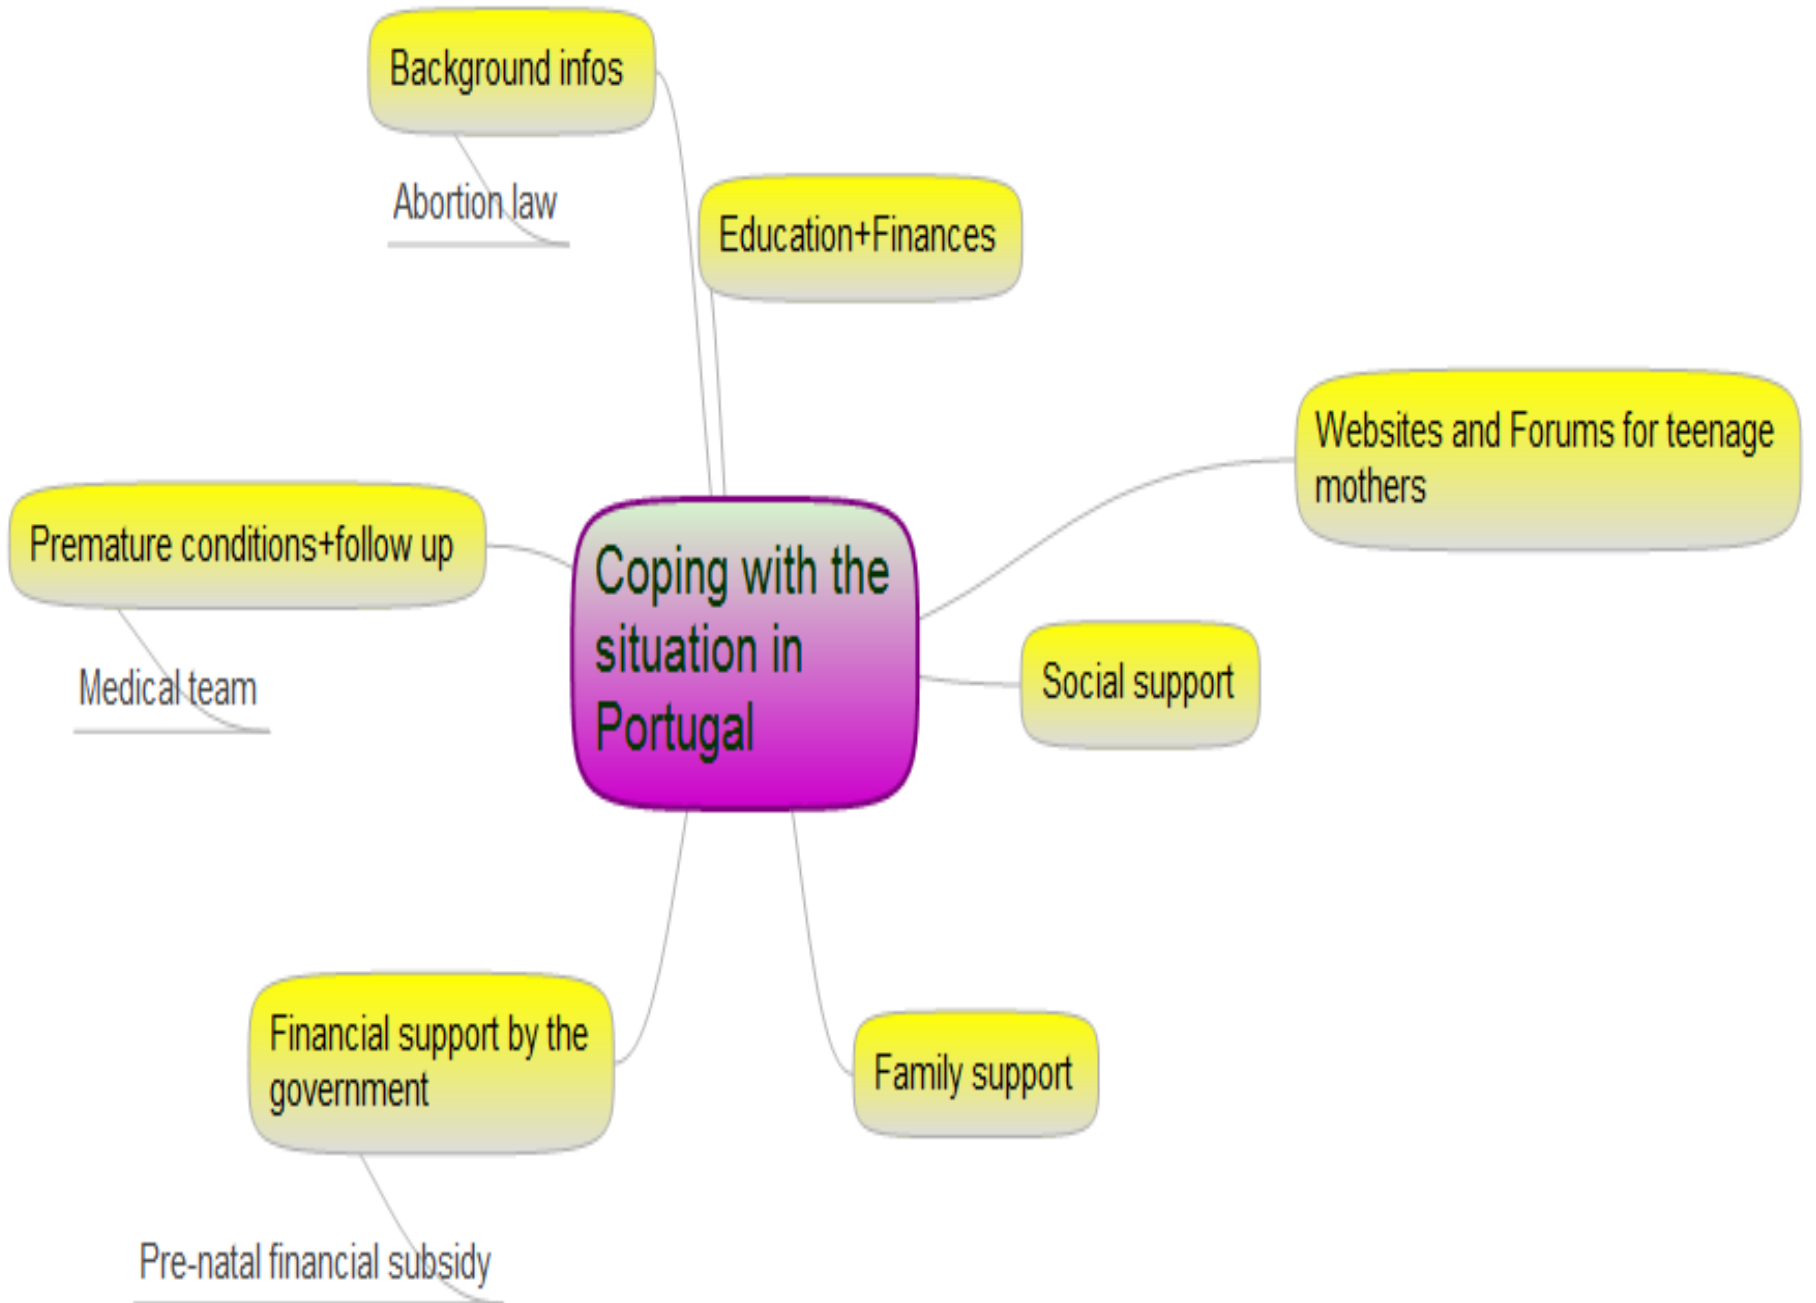 Background infos
Abortion law
Education+Finances
Websites and Forums for teenage
mothers
Premature conditions+follow up
Medical team
Coping with the
situation in
Portugal
Social support
Financial support by the
government
Pre-natal financial subsidy
Family support